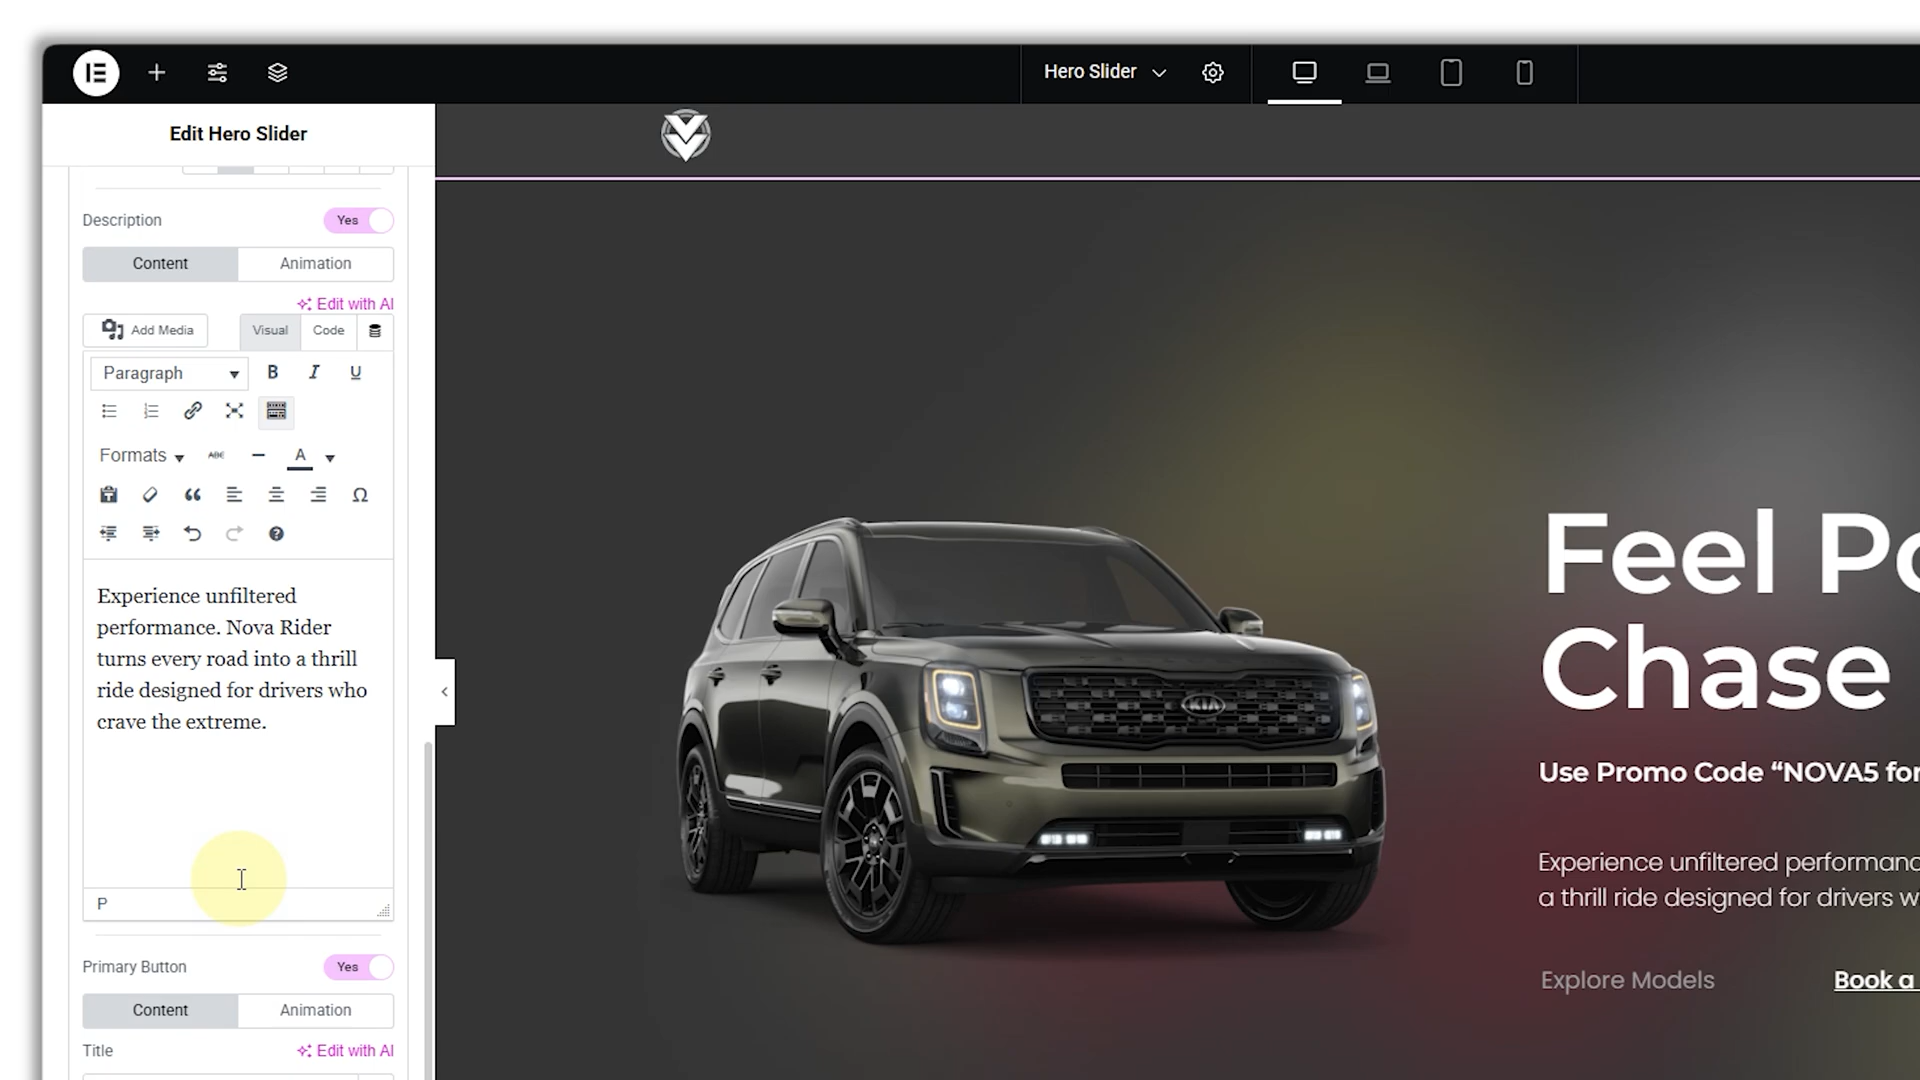 Hero Slider
Edit Hero Slider
Description
Yes
Content
Animation
Edit with AI
Add Media
Visual
Code
Paragraph
B
I
U
Formats
ABC
A
Ω
Experience unfiltered
performance. Nova Rider
turns every road into a thrill
ride designed for drivers who
crave the extreme.
P
Primary Button
Yes
Content
Animation
Title
Edit with AI
KIA
Feel Po
Chase
Use Promo Code “NOVA5 for
Experience unfiltered performanc
a thrill ride designed for drivers w
Explore Models
Book a